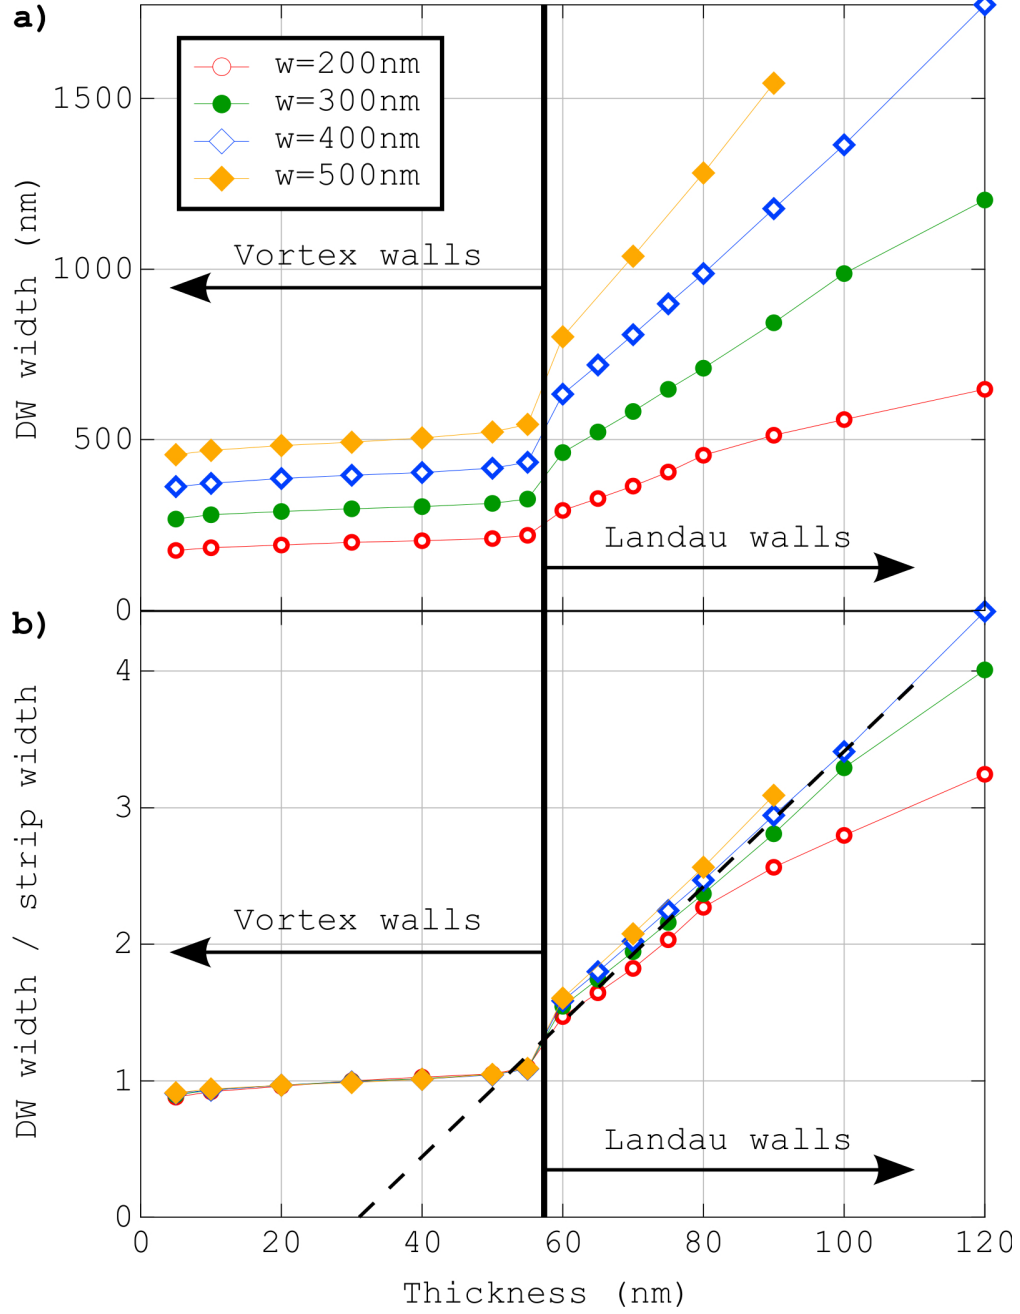 a)
w=200nm
w=300nm
w=400nm
w=500nm
1500
1000
500
0
DW width (nm)
Vortex walls
Landau walls
b)
4
3
2
1
0
DW width / strip width
Vortex walls
Landau walls
0 20 40 60 80 100 120
Thickness (nm)